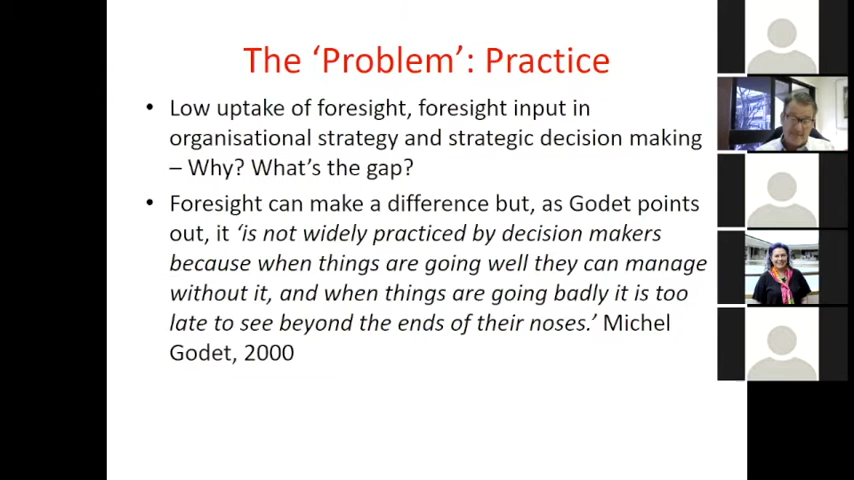 The ‘Problem’: Practice
• Low uptake of foresight, foresight input in
organisational strategy and strategic decision making
– Why? What’s the gap?
• Foresight can make a difference but, as Godet points
out, it ‘is not widely practiced by decision makers
because when things are going well they can manage
without it, and when things are going badly it is too
late to see beyond the ends of their noses.’ Michel
Godet, 2000